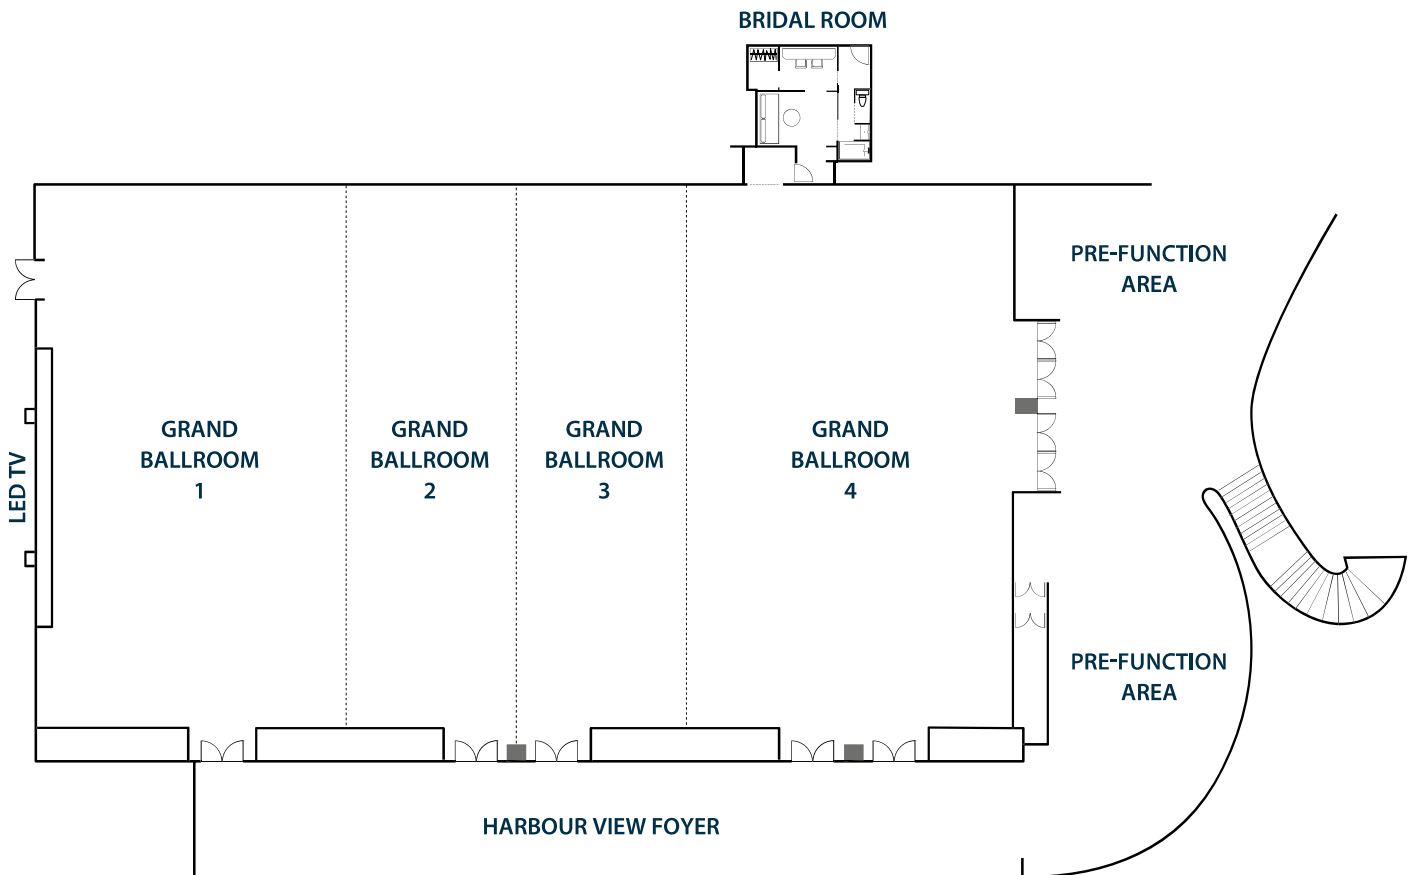 BRIDAL ROOM
PRE-FUNCTION
AREA
LED TV
GRAND
BALLROOM
1
GRAND
BALLROOM
2
GRAND
BALLROOM
3
GRAND
BALLROOM
4
PRE-FUNCTION
AREA
HARBOUR VIEW FOYER